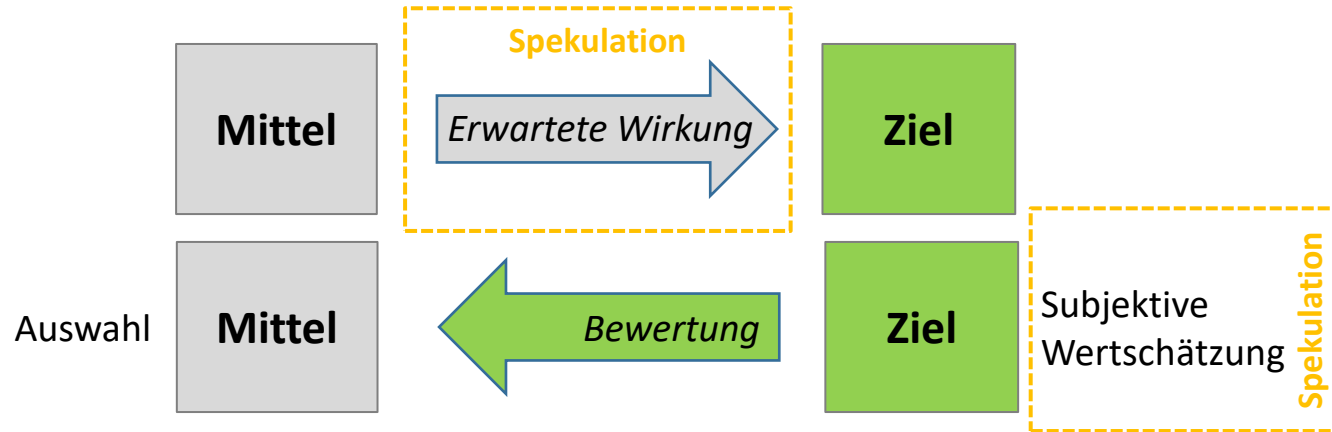 Spekulation
Mittel
Erwartete Wirkung
Ziel
Auswahl
Mittel
Bewertung
Ziel
Subjektive
Wertschätzung
Spekulation